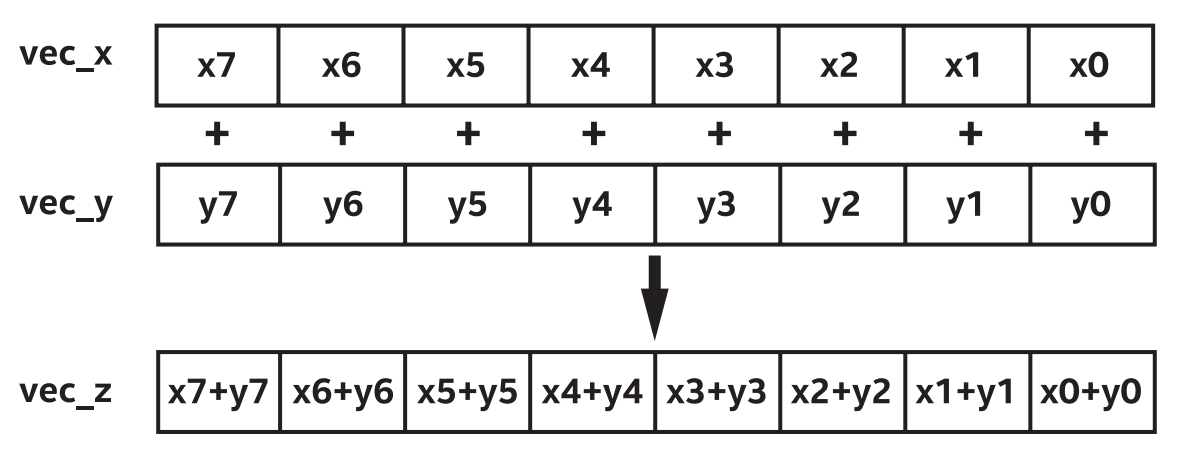 vec_x x7 x6 x5 x4 x3 x2 x1 x0
+ + + + + + + +
vec_y y7 y6 y5 y4 y3 y2 y1 y0
vec_z x7+y7 x6+y6 x5+y5 x4+y4 x3+y3 x2+y2 x1+y1 x0+y0